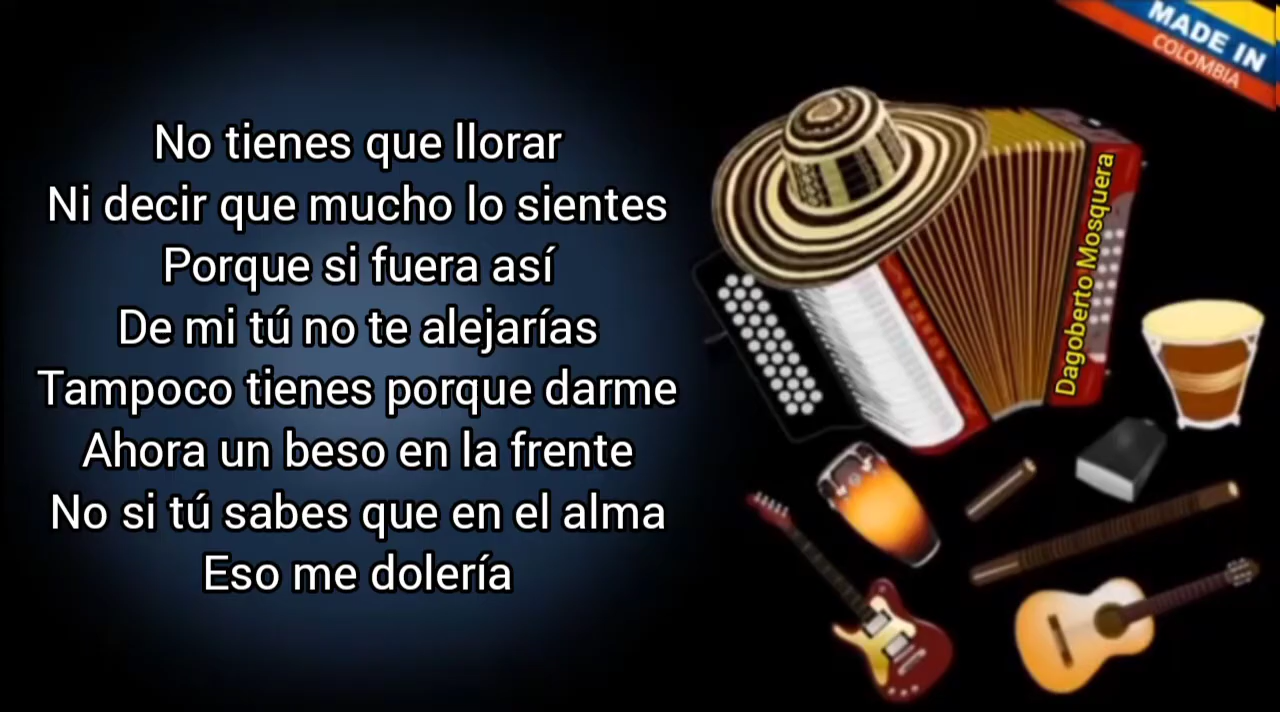 No tienes que llorar
Ni decir que mucho lo sientes
Porque si fuera así
De mi tú no te alejarías
Tampoco tienes porque darme
Ahora un beso en la frente
No si tú sabes que en el alma
Eso me dolería
MADE IN
COLOMBIA
Dagoberto Mosquera